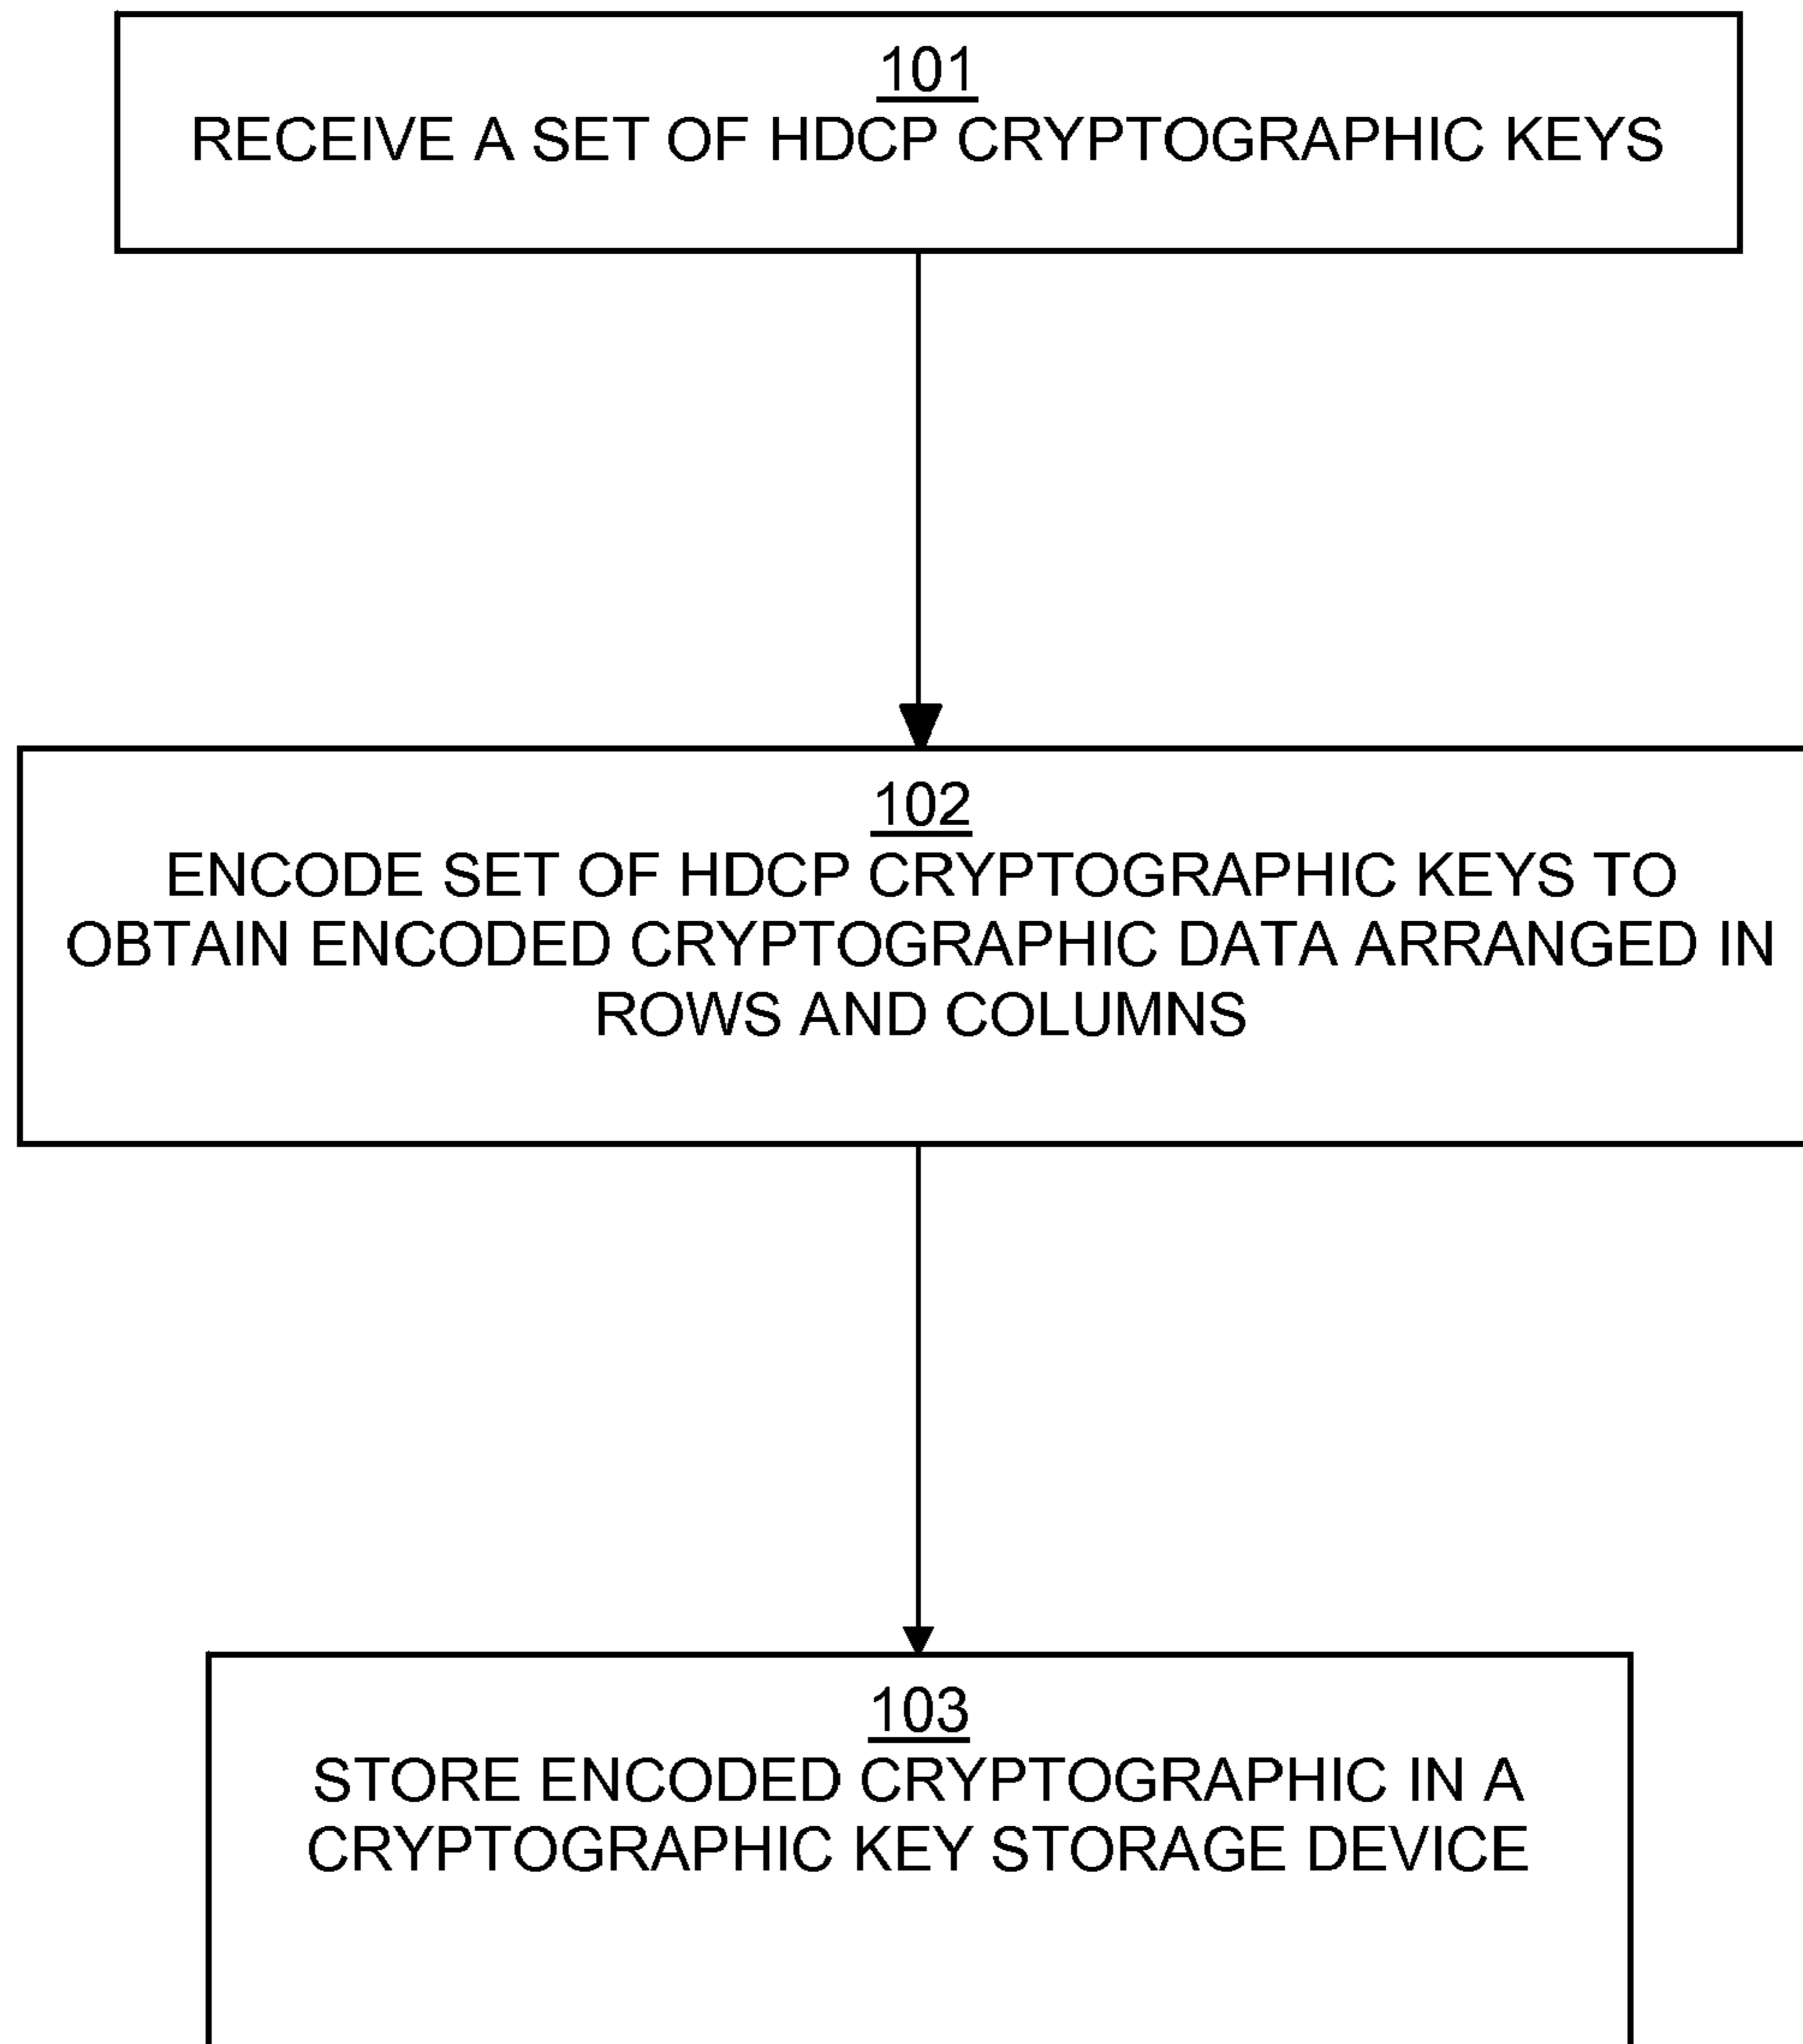 101
RECEIVE A SET OF HDCP CRYPTOGRAPHIC KEYS
102
ENCODE SET OF HDCP CRYPTOGRAPHIC KEYS TO
OBTAIN ENCODED CRYPTOGRAPHIC DATA ARRANGED IN
ROWS AND COLUMNS
103
STORE ENCODED CRYPTOGRAPHIC IN A
CRYPTOGRAPHIC KEY STORAGE DEVICE